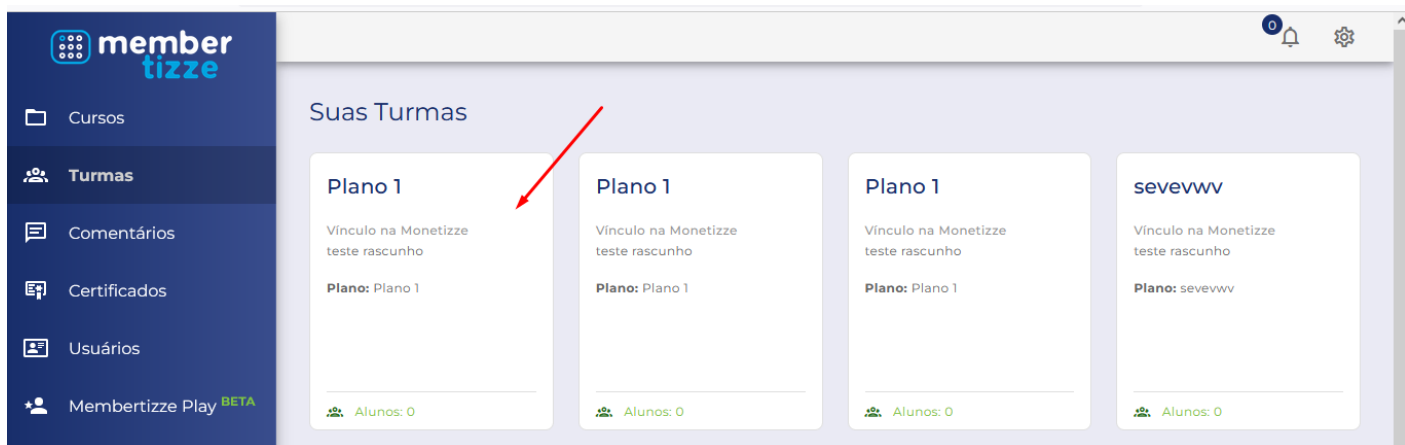 member
tizze
0
Cursos
Turmas
Comentários
Certificados
Usuários
Membertizze Play BETA
Suas Turmas
Plano 1
Vínculo na Monetizze
teste rascunho
Plano: Plano 1
Alunos: 0
Plano 1
Vínculo na Monetizze
teste rascunho
Plano: Plano 1
Alunos: 0
Plano 1
Vínculo na Monetizze
teste rascunho
Plano: Plano 1
Alunos: 0
sevevwv
Vínculo na Monetizze
teste rascunho
Plano: sevevwv
Alunos: 0